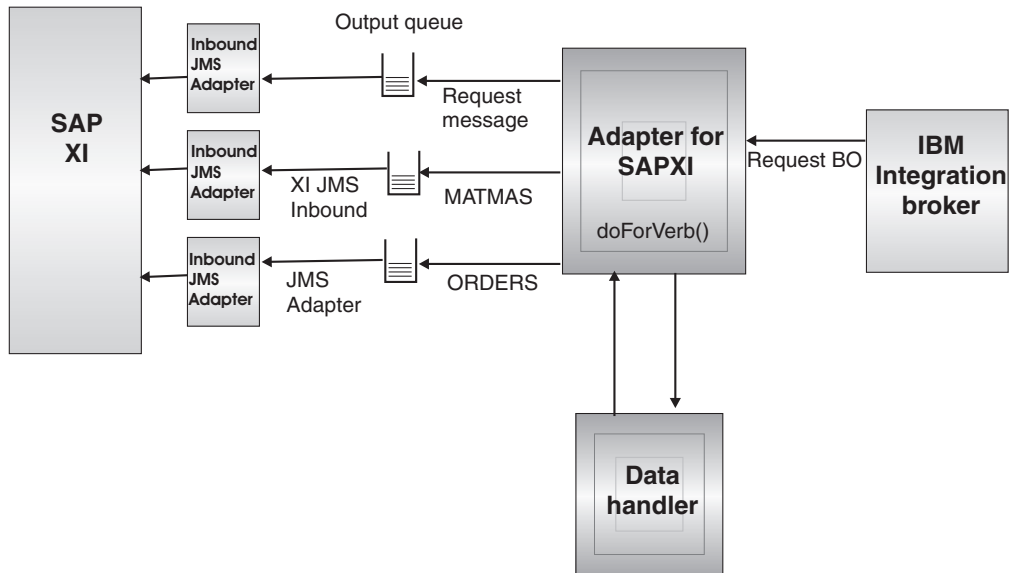 Output queue
Inbound
JMS
Adapter
Request
message
SAP
XI
Inbound
JMS
Adapter
XI JMS
Inbound
MATMAS
Adapter for
SAPXI
doForVerb()
Request BO
IBM
Integration
broker
Inbound
JMS
Adapter
JMS
Adapter
ORDERS
Data
handler